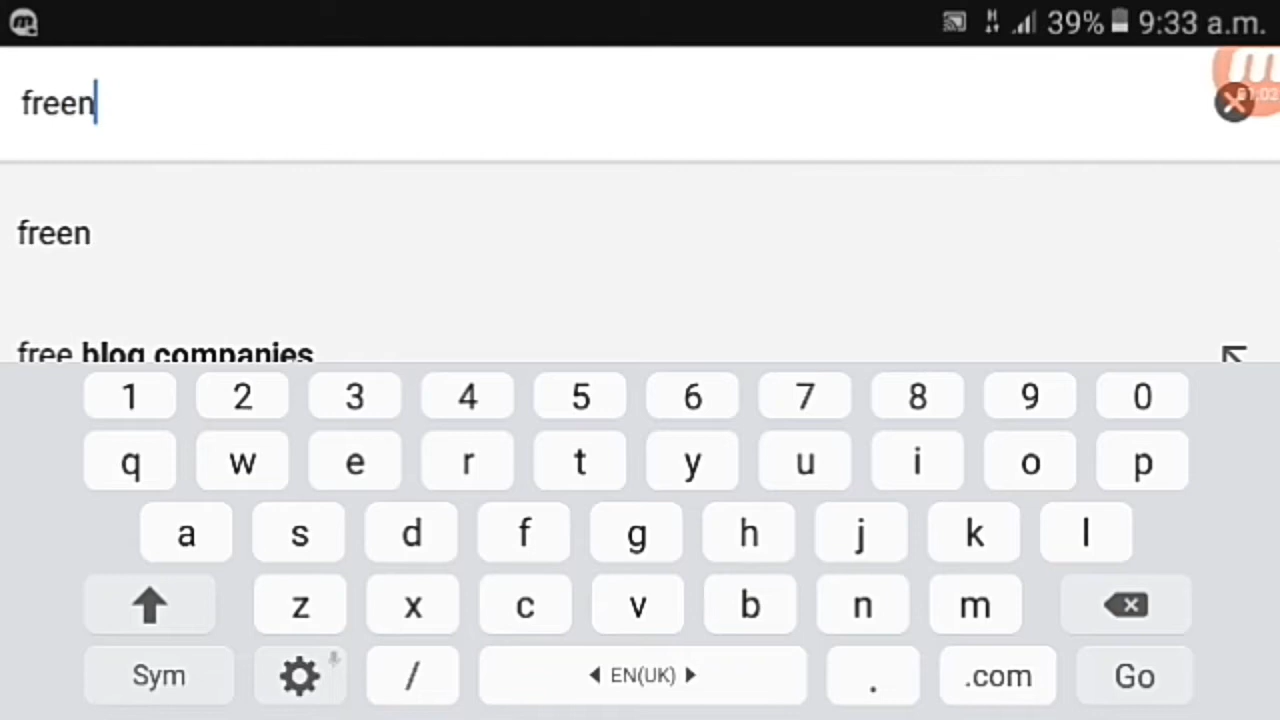 39% 9:33 a.m.
freen
freen
free blog companies
1 2 3 4 5 6 7 8 9 0
q w e r t y u i o p
a s d f g h j k l
z x c v b n m
Sym / EN(UK) . .com Go